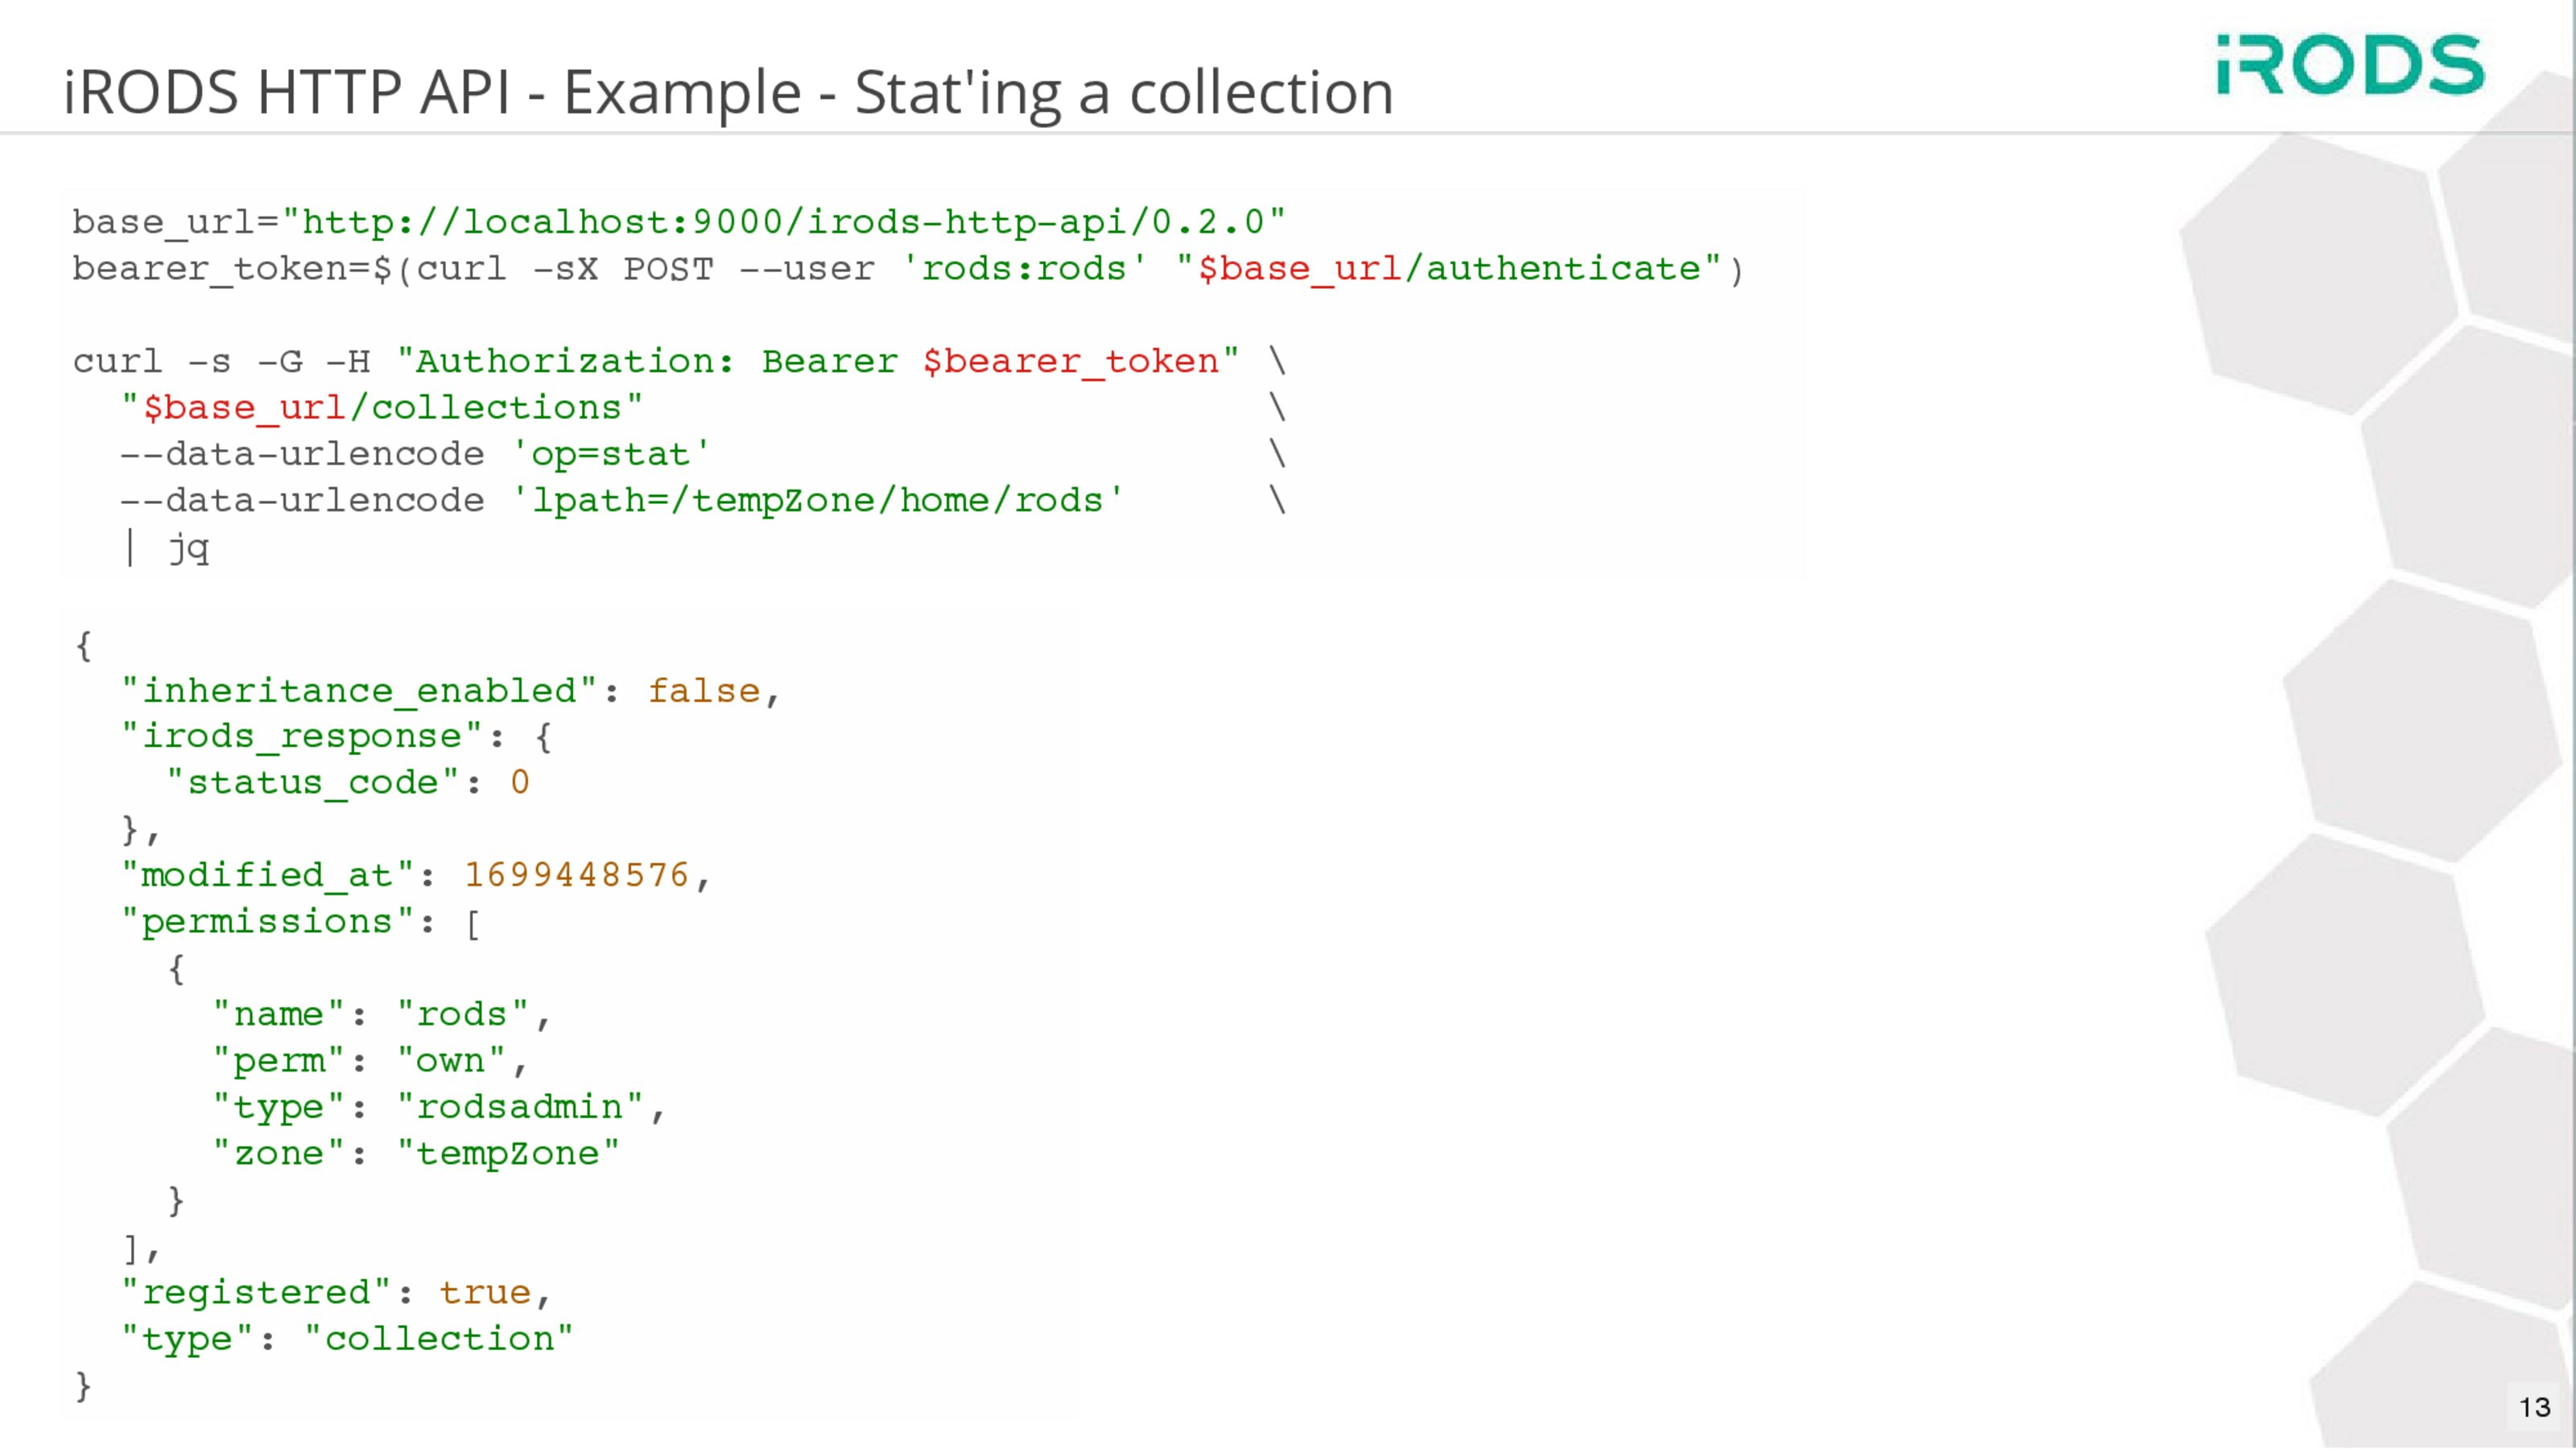 iRODS HTTP API - Example - Stat'ing a collection
iRODS
base_url="http://localhost:9000/irods-http-api/0.2.0"
bearer_token=$(curl -sX POST --user 'rods:rods' "$base_url/authenticate")

curl -s -G -H "Authorization: Bearer $bearer_token" \
  "$base_url/collections"                           \
  --data-urlencode 'op=stat'                        \
  --data-urlencode 'lpath=/tempZone/home/rods'      \
  | jq

{
  "inheritance_enabled": false,
  "irods_response": {
    "status_code": 0
  },
  "modified_at": 1699448576,
  "permissions": [
    {
      "name": "rods",
      "perm": "own",
      "type": "rodsadmin",
      "zone": "tempZone"
    }
  ],
  "registered": true,
  "type": "collection"
}
13